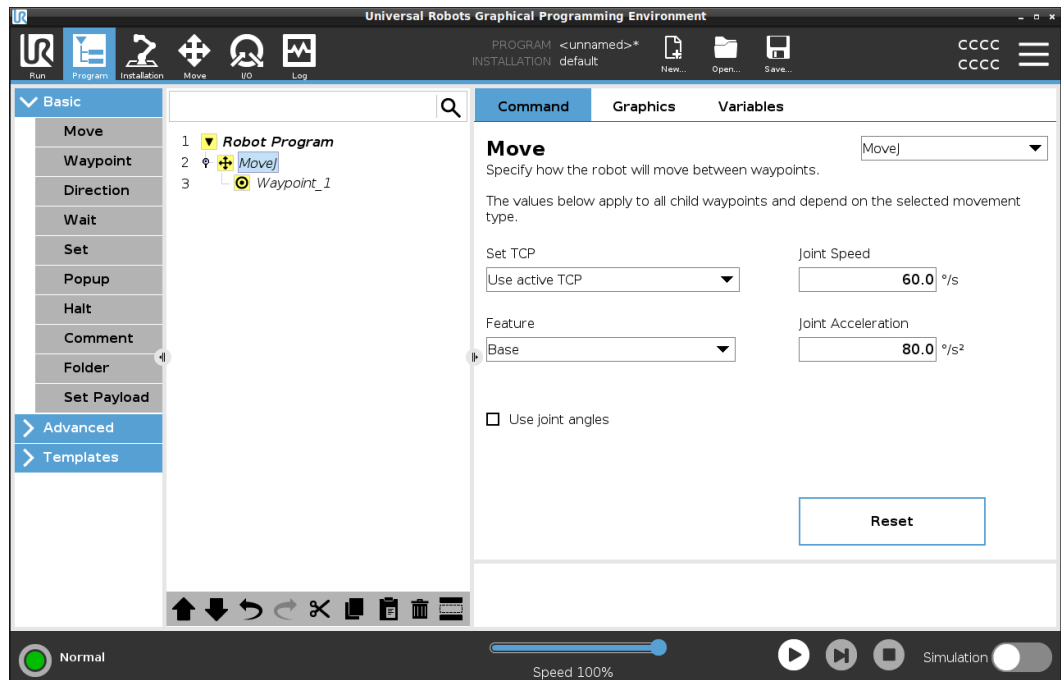 UR
Universal Robots Graphical Programming Environment
Run
Program
Installation
Move
I/O
Log
PROGRAM <unnamed>*
INSTALLATION default
New...
Open...
Save...
CCCC
CCCC
Basic
Move
Waypoint
Direction
Wait
Set
Popup
Halt
Comment
Folder
Set Payload
Advanced
Templates
1 Robot Program
2 MoveJ
3 Waypoint_1
Command Graphics Variables
Move
MoveJ
Specify how the robot will move between waypoints.
The values below apply to all child waypoints and depend on the selected movement
type.
Set TCP
Joint Speed
Use active TCP
60.0 °/s
Feature
Joint Acceleration
Base
80.0 °/s²
Use joint angles
Reset
Normal
Speed 100%
Simulation